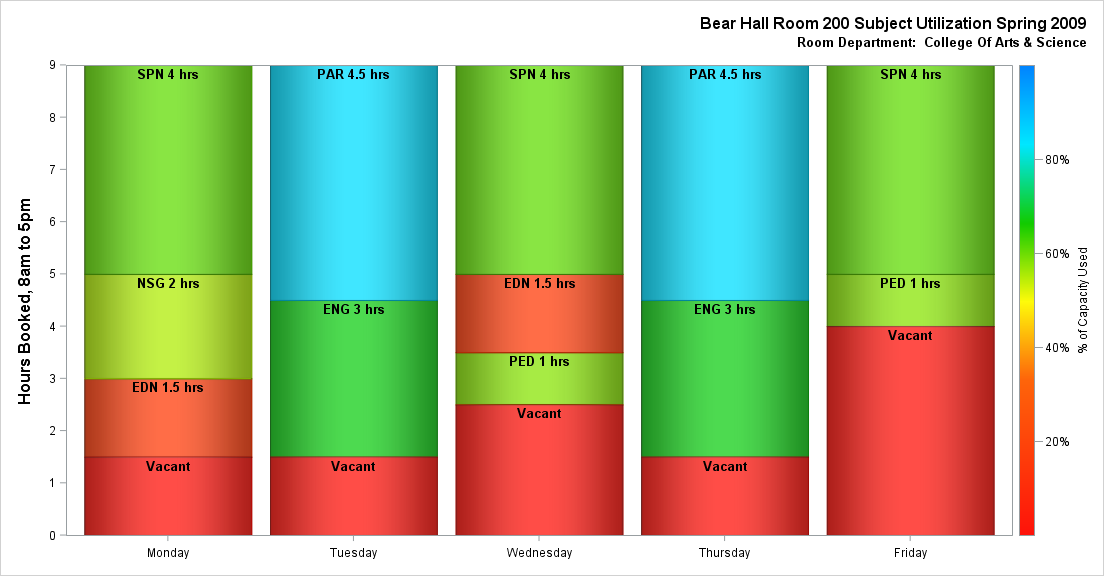 Bear Hall Room 200 Subject Utilization Spring 2009
Room Department:  College Of Arts & Science
Hours Booked, 8am to 5pm
9
8
7
6
5
4
3
2
1
0
SPN 4 hrs
NSG 2 hrs
EDN 1.5 hrs
Vacant
PAR 4.5 hrs
ENG 3 hrs
Vacant
SPN 4 hrs
EDN 1.5 hrs
PED 1 hrs
Vacant
PAR 4.5 hrs
ENG 3 hrs
Vacant
SPN 4 hrs
PED 1 hrs
Vacant
Monday
Tuesday
Wednesday
Thursday
Friday
80%
60%
40%
20%
% of Capacity Used